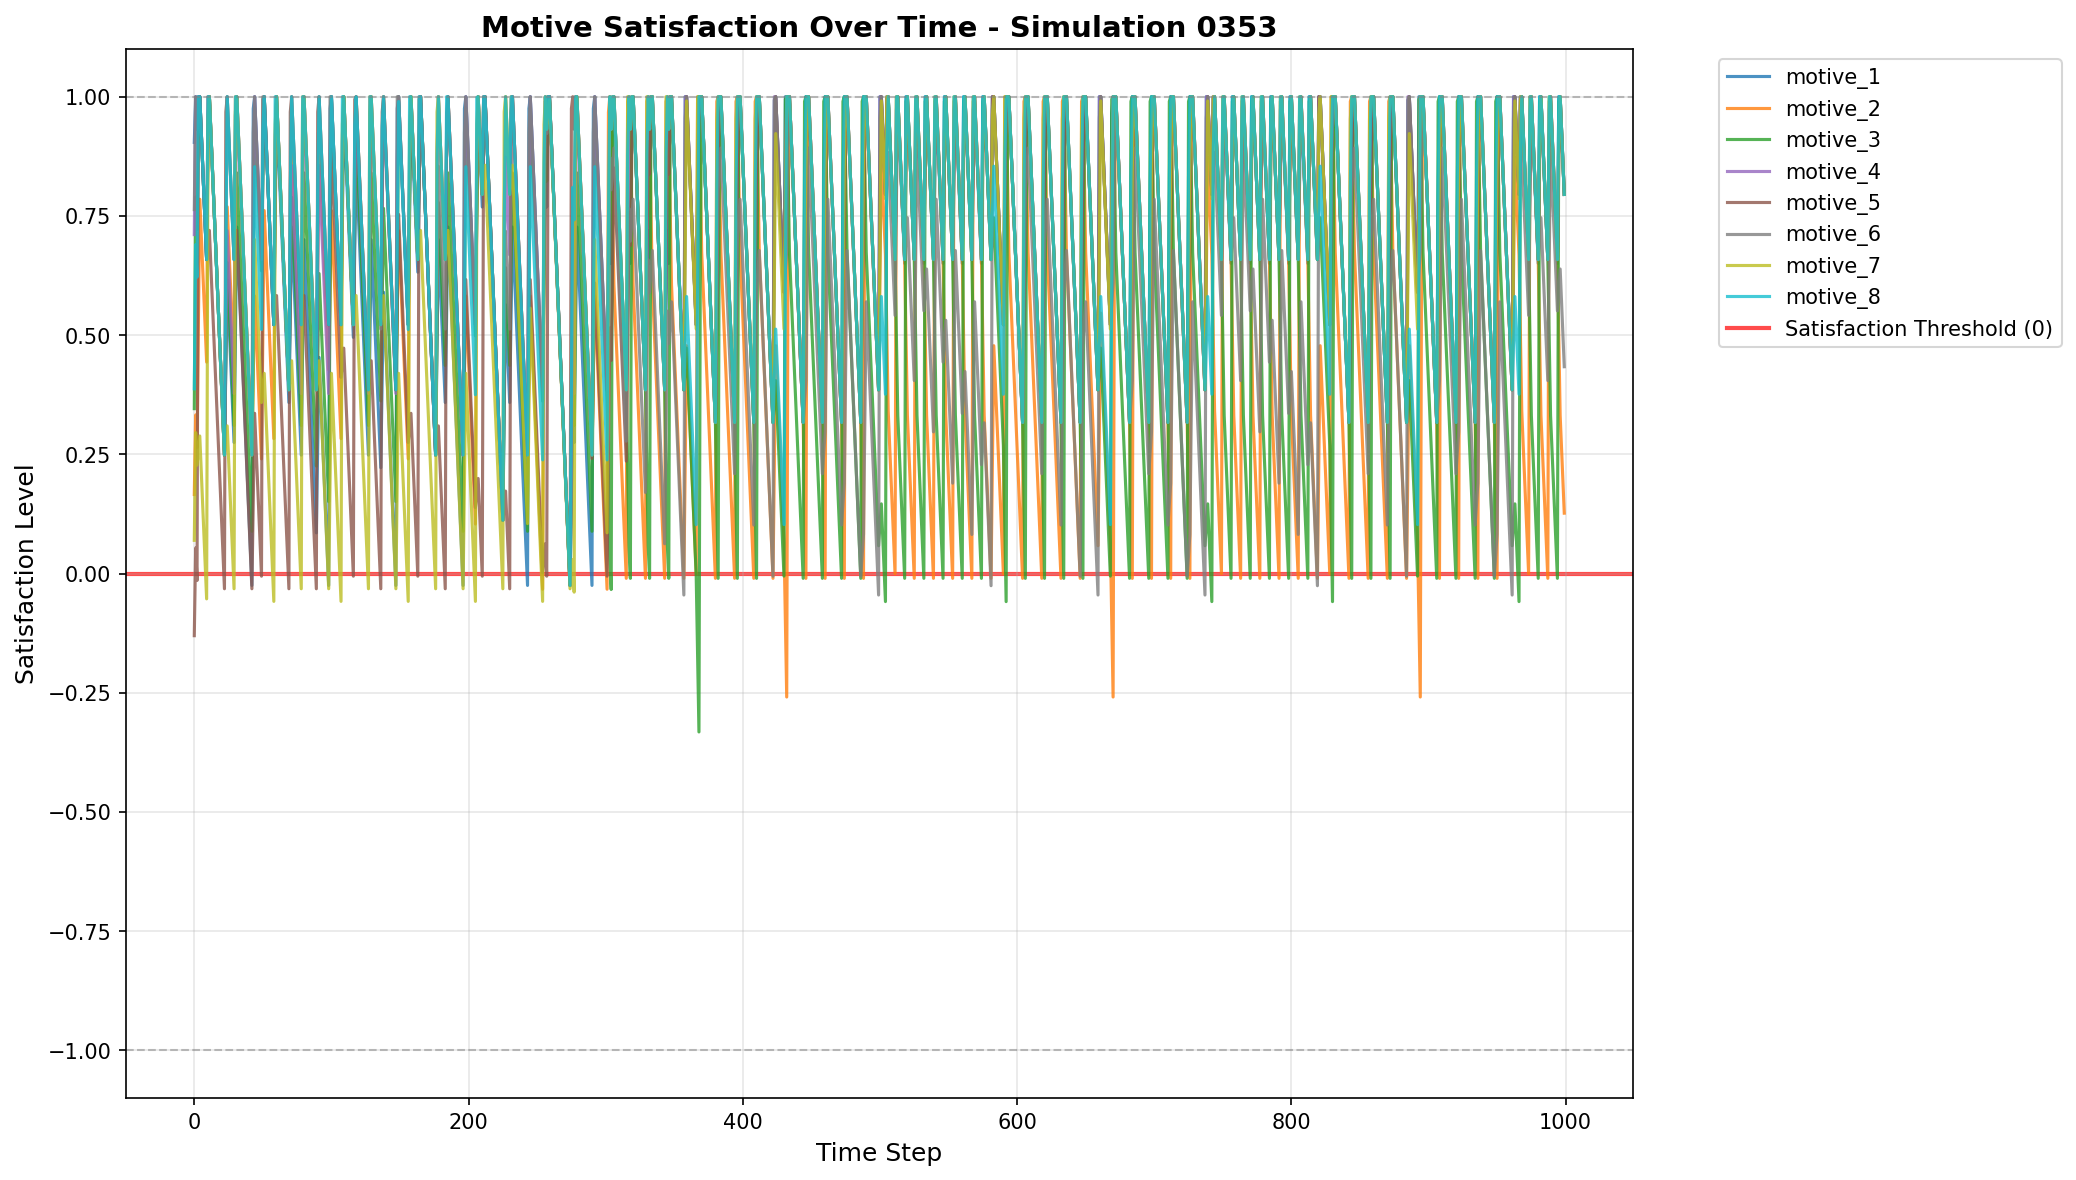 Motive Satisfaction Over Time - Simulation 0353
1.00
0.75
0.50
0.25
0.00
−0.25
−0.50
−0.75
−1.00
Satisfaction Level
0
200
400
600
800
1000
Time Step
motive_1
motive_2
motive_3
motive_4
motive_5
motive_6
motive_7
motive_8
Satisfaction Threshold (0)